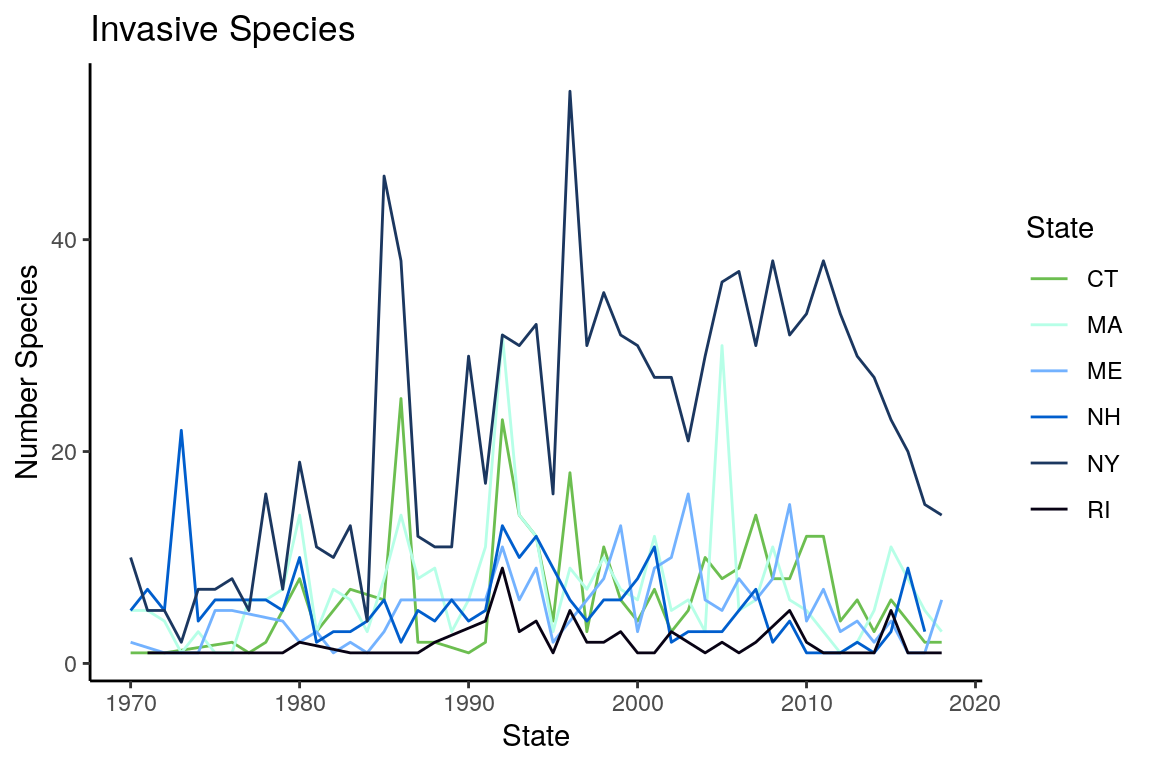 Invasive Species
Number Species
40
20
0
1970
1980
1990
2000
2010
2020
State
State
CT
MA
ME
NH
NY
RI